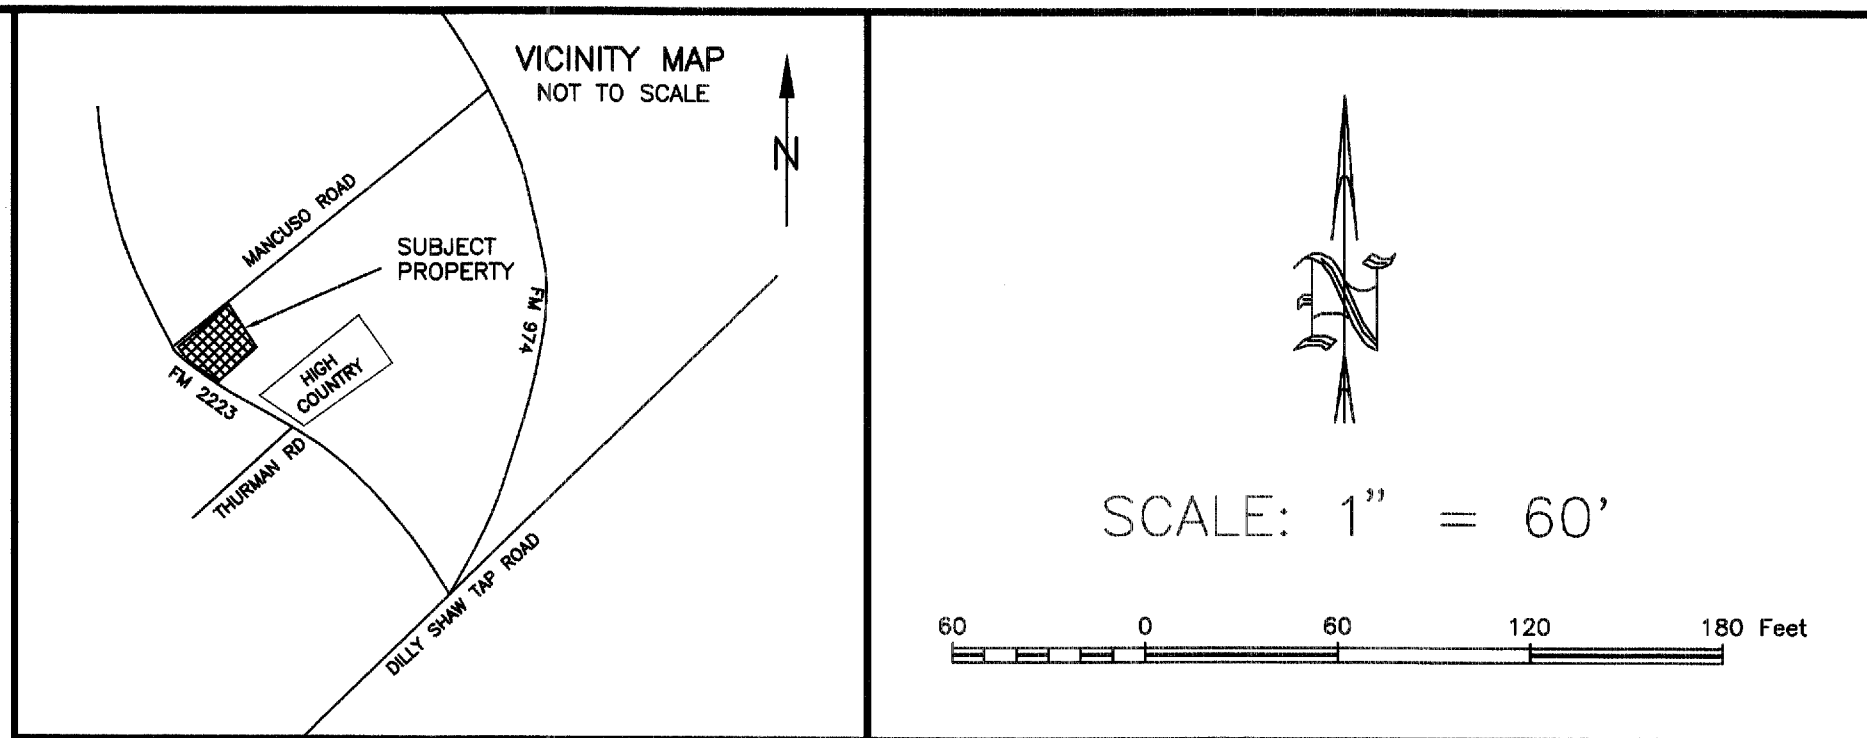 VICINITY MAP
NOT TO SCALE
N
MANCUSO ROAD
SUBJECT
PROPERTY
FM 974
HIGH
COUNTRY
FM 2223
THURMAN RD
DILLY SHAW TAP ROAD
N
SCALE: 1" = 60'
60 0 60 120 180 Feet